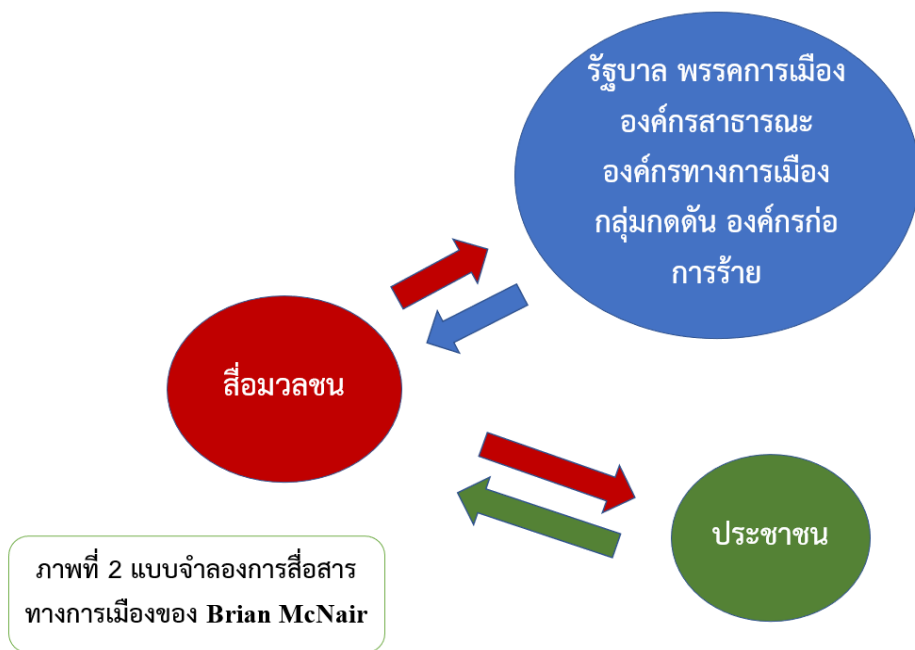 รัฐบาล พรรคการเมือง
องค์กรสาธารณะ
องค์กรทางการเมือง
กลุ่มกดดัน องค์กรก่อ
การร้าย
สื่อมวลชน
ประชาชน
ภาพที่ 2 แบบจำลองการสื่อสาร
ทางการเมืองของ Brian McNair